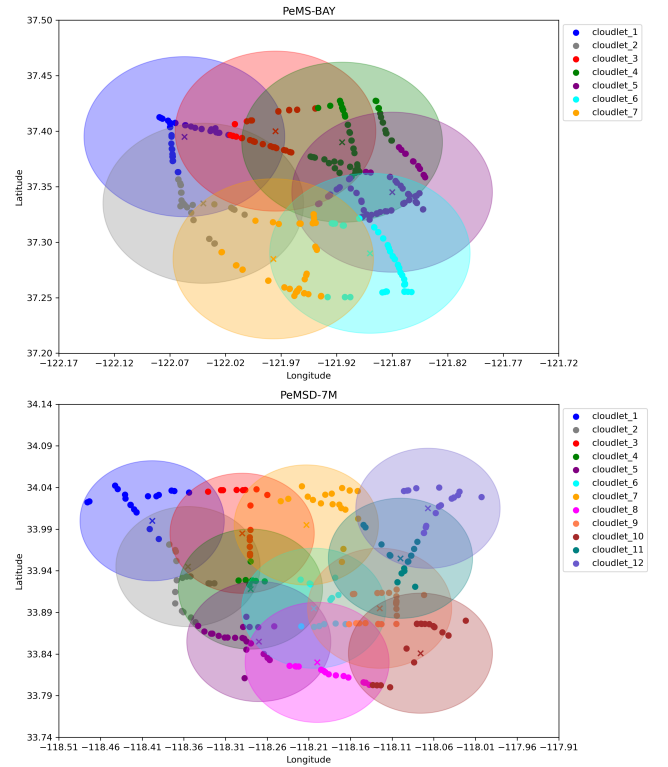 PeMS-BAY
37.50
37.45
37.40
37.35
37.30
37.25
37.20
Latitude
−122.17 −122.12 −122.07 −122.02 −121.97 −121.92 −121.87 −121.82 −121.77 −121.72
Longitude
cloudlet_1
cloudlet_2
cloudlet_3
cloudlet_4
cloudlet_5
cloudlet_6
cloudlet_7
PeMSD-7M
34.14
34.09
34.04
33.99
33.94
33.89
33.84
33.79
33.74
Latitude
−118.51 −118.46 −118.41 −118.36 −118.31 −118.26 −118.21 −118.16 −118.11 −118.06 −118.01 −117.96 −117.91
Longitude
cloudlet_1
cloudlet_2
cloudlet_3
cloudlet_4
cloudlet_5
cloudlet_6
cloudlet_7
cloudlet_8
cloudlet_9
cloudlet_10
cloudlet_11
cloudlet_12